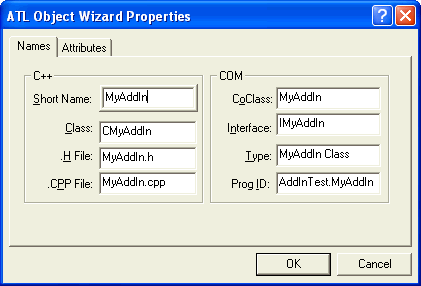 ATL Object Wizard Properties
Names
Attributes
C++
Short Name: MyAddIn
Class: CMyAddIn
.H File: MyAddIn.h
.CPP File: MyAddIn.cpp
COM
CoClass: MyAddIn
Interface: IMyAddIn
Type: MyAddIn Class
Prog ID: AddInTest.MyAddIn
OK
Cancel